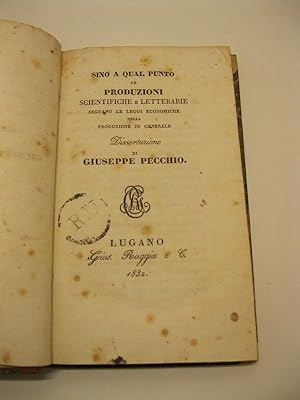 SINO A QUAL PUNTO
LE
PRODUZIONI
SCIENTIFICHE E LETTERARIE
SEGUANO LE LEGGI ECONOMICHE
DELLA
PRODUZIONE IN GENERALE
Dissertazione
DI
GIUSEPPE PECCHIO.
LUGANO
Gius. Ruggia e C.
1832.